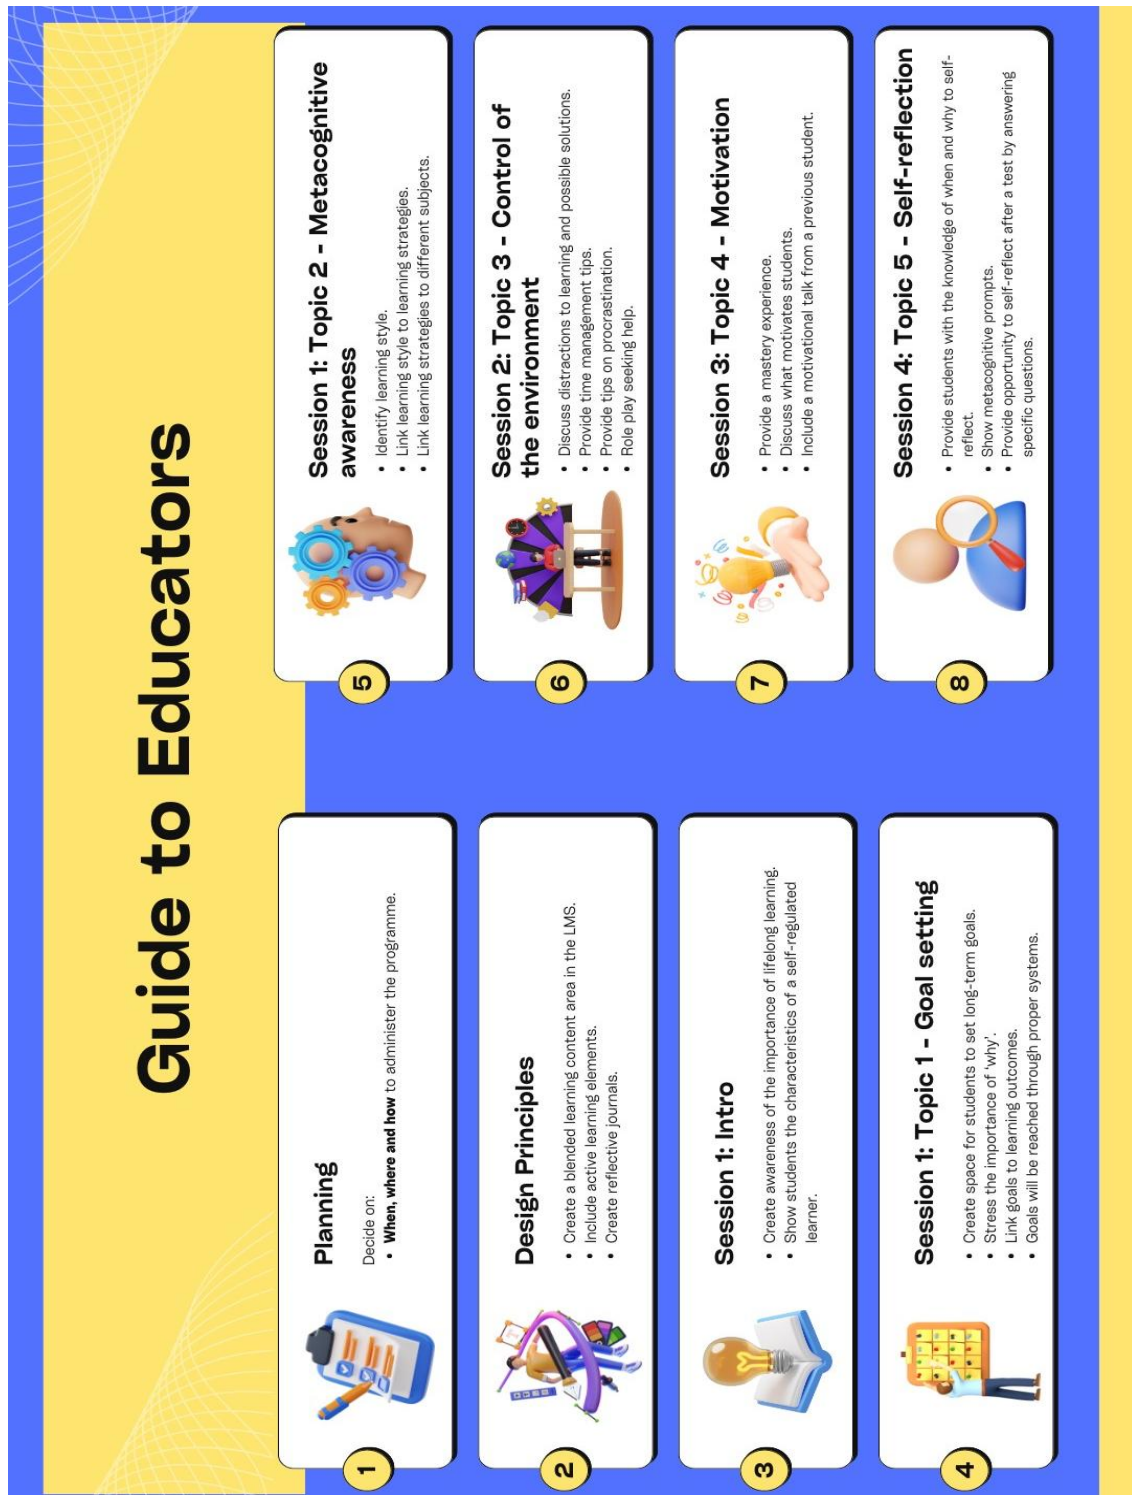 Guide to Educators
1
Planning
Decide on:
• When, where and how to administer the programme.
2
Design Principles
• Create a blended learning content area in the LMS.
• Include active learning elements.
• Create reflective journals.
3
Session 1: Intro
• Create awareness of the importance of lifelong learning.
• Show students the characteristics of a self-regulated
learner.
4
Session 1: Topic 1 - Goal setting
• Create space for students to set long-term goals.
• Stress the importance of 'why'.
• Link goals to learning outcomes.
• Goals will be reached through proper systems.
5
Session 1: Topic 2 - Metacognitive
awareness
• Identify learning style.
• Link learning style to learning strategies.
• Link learning strategies to different subjects.
6
Session 2: Topic 3 - Control of
the environment
• Discuss distractions to learning and possible solutions.
• Provide time management tips.
• Provide tips on procrastination.
• Role play seeking help.
7
Session 3: Topic 4 - Motivation
• Provide a mastery experience.
• Discuss what motivates students.
• Include a motivational talk from a previous student.
8
Session 4: Topic 5 - Self-reflection
• Provide students with the knowledge of when and why to self-
reflect.
• Show metacognitive prompts.
• Provide opportunity to self-reflect after a test by answering
specific questions.